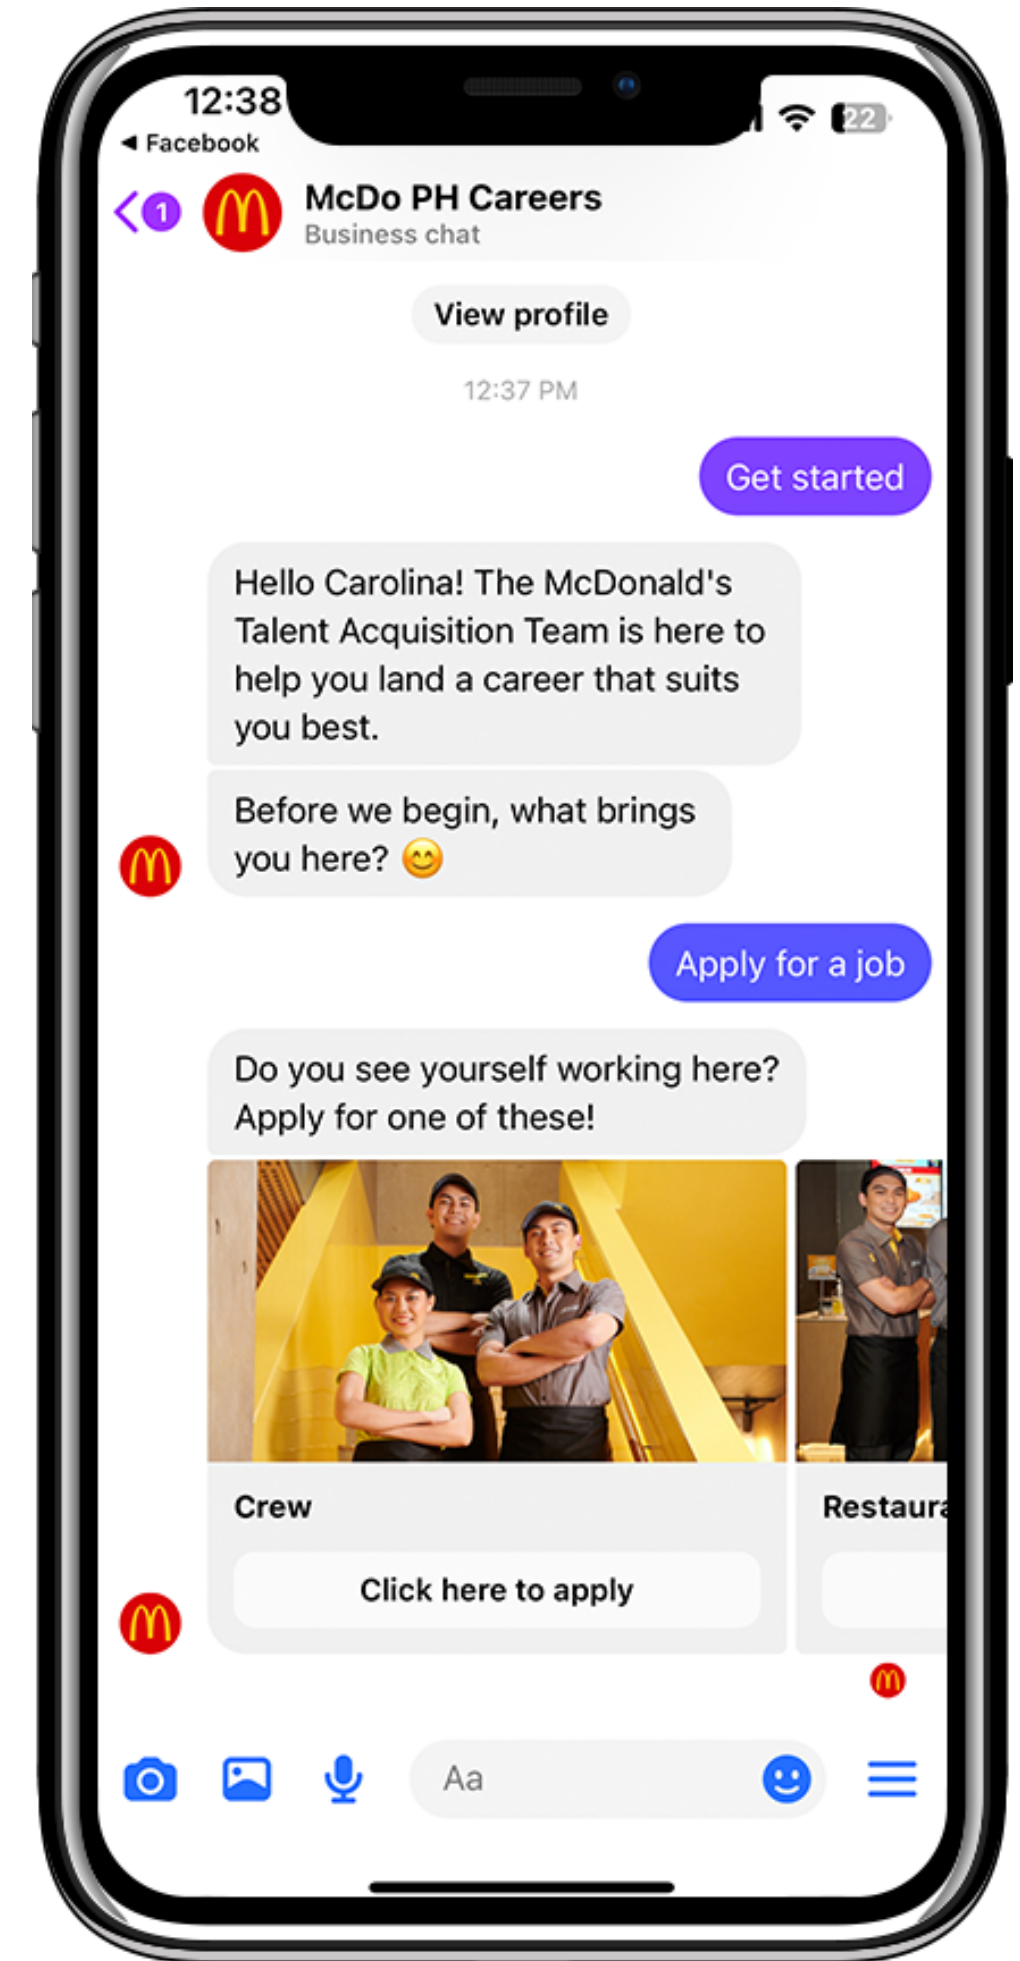 12:38
22
◀ Facebook
1
McDo PH Careers
Business chat
View profile
12:37 PM
Get started
Hello Carolina! The McDonald's
Talent Acquisition Team is here to
help you land a career that suits
you best.
Before we begin, what brings
you here? 😊
Apply for a job
Do you see yourself working here?
Apply for one of these!
Crew
Restaura
Click here to apply
Aa